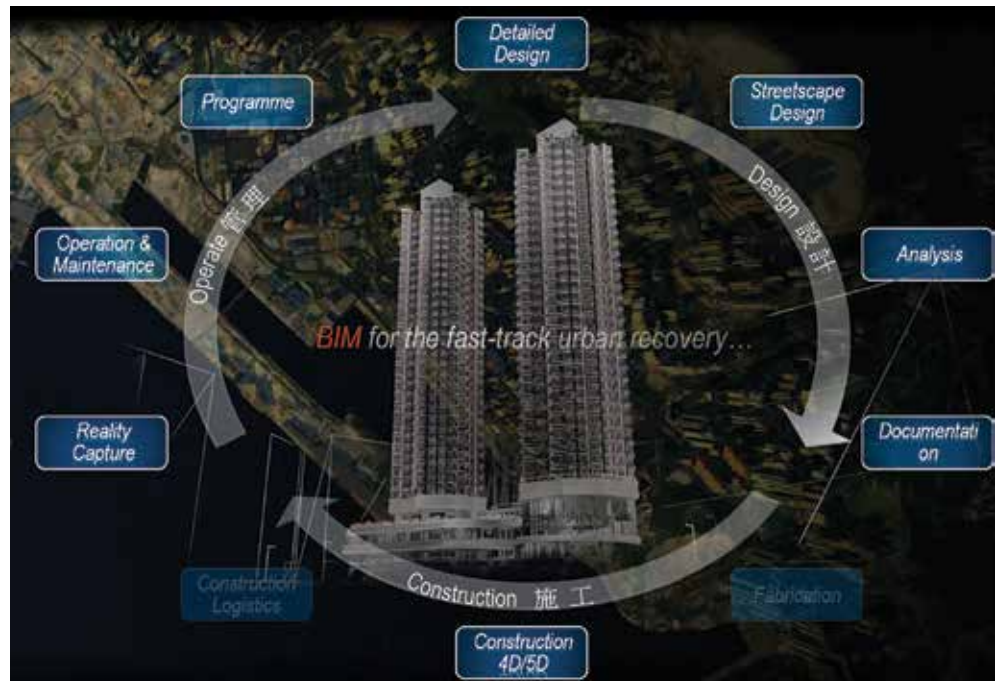 Detailed
Design
Programme
Streetscape
Design
Operate 管理
Design 設計
Operation &
Maintenance
Analysis
BIM for the fast-track urban recovery...
Reality
Capture
Documentati
on
Construction
Logistics
Construction 施工
Fabrication
Construction
4D/5D